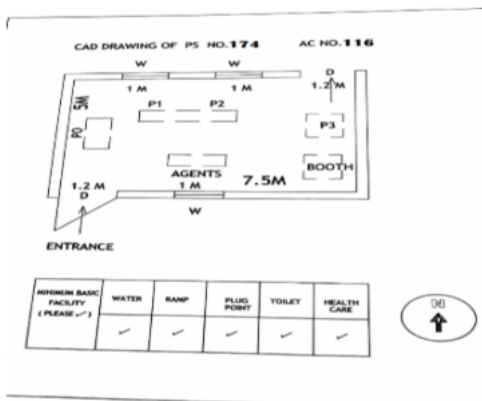 CAD DRAWING OF PS NO.174 AC NO.116
W W
D
1 M 1 M 1.2 M
5M
P1 P2
PO
P3
AGENTS
BOOTH
1.2 M 1 M 7.5M
D
W
ENTRANCE
MINIMUM BASIC
FACILITY
( PLEASE ✓ )
WATER
RAMP
PLUG
POINT
TOILET
HEALTH
CARE
✓ ✓ ✓ ✓ ✓